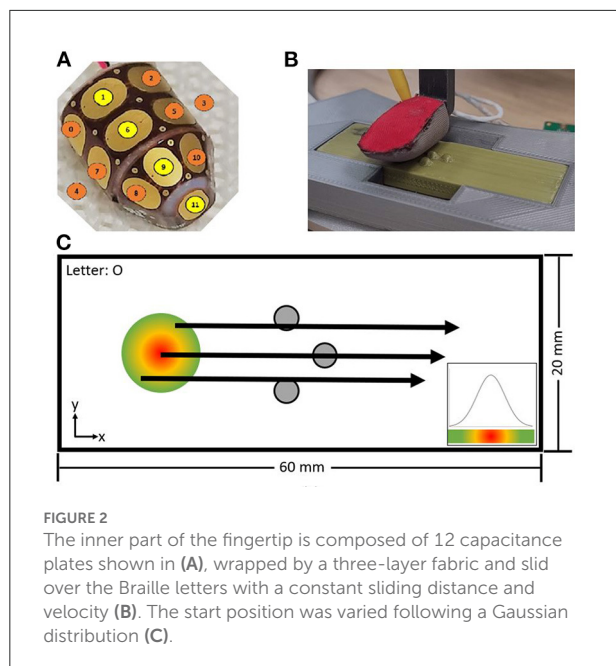 A
B
1
2
3
5
0
6
7
9
10
4
8
11
C
Letter: O
y
x
20 mm
60 mm
FIGURE 2
The inner part of the fingertip is composed of 12 capacitance
plates shown in (A), wrapped by a three-layer fabric and slid
over the Braille letters with a constant sliding distance and
velocity (B). The start position was varied following a Gaussian
distribution (C).